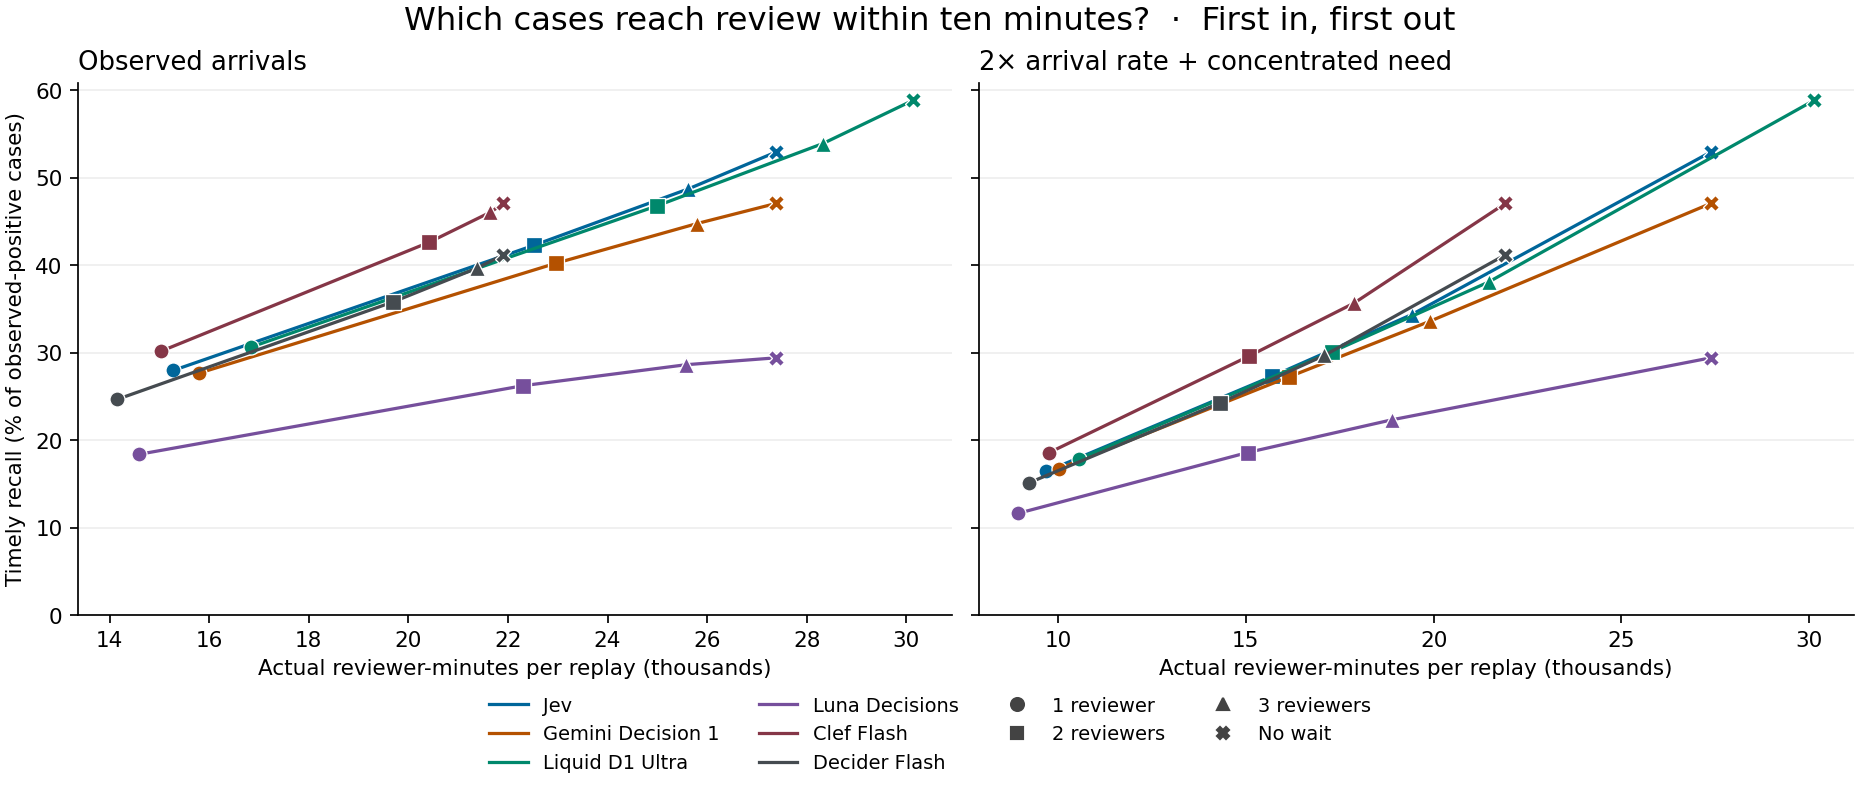 Which cases reach review within ten minutes?  ·  First in, first out
Observed arrivals
2× arrival rate + concentrated need
Timely recall (% of observed-positive cases)
60
50
40
30
20
10
0
14 16 18 20 22 24 26 28 30
10 15 20 25 30
Actual reviewer-minutes per replay (thousands)
Actual reviewer-minutes per replay (thousands)
Jev
Gemini Decision 1
Liquid D1 Ultra
Luna Decisions
Clef Flash
Decider Flash
1 reviewer
2 reviewers
3 reviewers
No wait